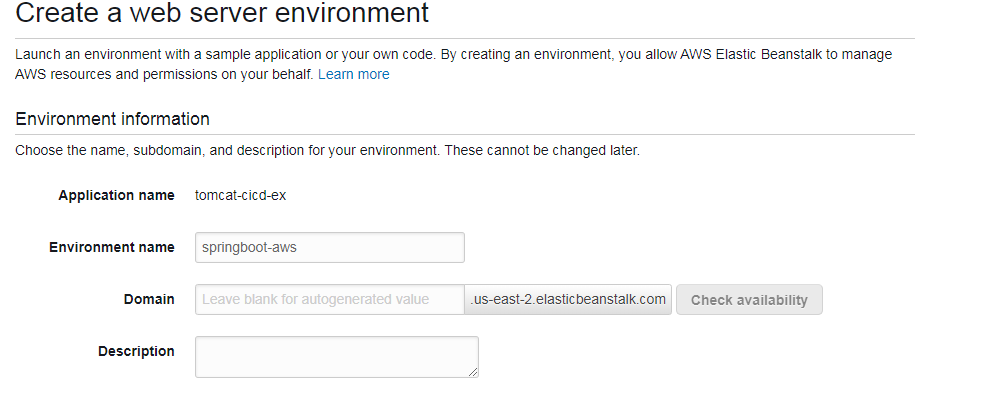 Create a web server environment
Launch an environment with a sample application or your own code. By creating an environment, you allow AWS Elastic Beanstalk to manage
AWS resources and permissions on your behalf. Learn more
Environment information
Choose the name, subdomain, and description for your environment. These cannot be changed later.
Application name tomcat-cicd-ex
Environment name springboot-aws
Domain Leave blank for autogenerated value .us-east-2.elasticbeanstalk.com Check availability
Description